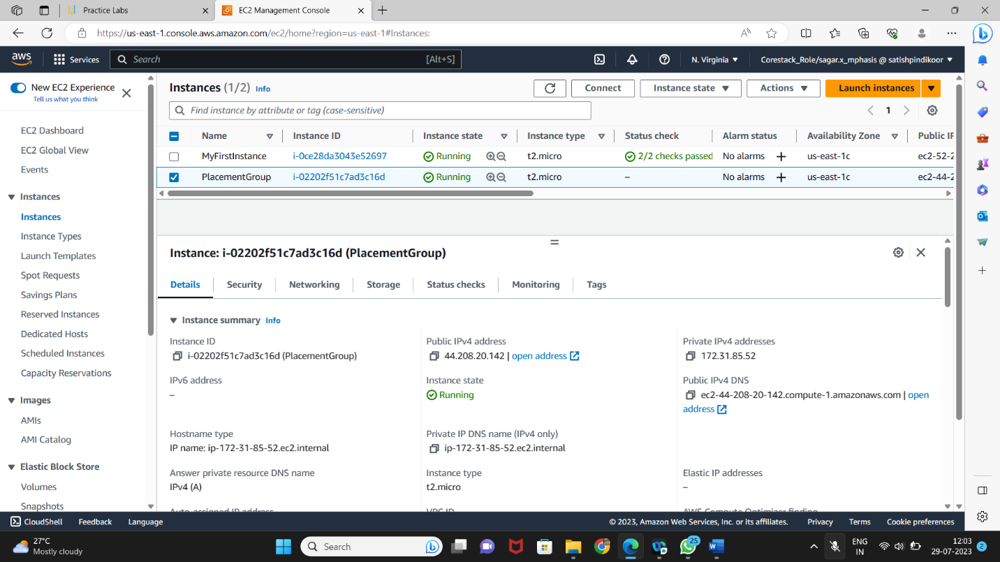 Practice Labs
EC2 Management Console
https://us-east-1.console.aws.amazon.com/ec2/home?region=us-east-1#Instances:
aws
Services
Search
[Alt+S]
N. Virginia
Corestack_Role/sagar.x_mphasis @ satishpindikoor
New EC2 Experience
Tell us what you think
EC2 Dashboard
EC2 Global View
Events
Instances
Instances
Instance Types
Launch Templates
Spot Requests
Savings Plans
Reserved Instances
Dedicated Hosts
Scheduled Instances
Capacity Reservations
Images
AMIs
AMI Catalog
Elastic Block Store
Volumes
Snapshots
Instances (1/2) Info
Connect
Instance state
Actions
Launch instances
Find instance by attribute or tag (case-sensitive)
1
Name Instance ID Instance state Instance type Status check Alarm status Availability Zone Public IP
MyFirstInstance i-0ce28da3043e52697 Running t2.micro 2/2 checks passed No alarms us-east-1c ec2-52-2
PlacementGroup i-02202f51c7ad3c16d Running t2.micro – No alarms us-east-1c ec2-44-2
Instance: i-02202f51c7ad3c16d (PlacementGroup)
Details Security Networking Storage Status checks Monitoring Tags
Instance summary Info
Instance ID
i-02202f51c7ad3c16d (PlacementGroup)
Public IPv4 address
44.208.20.142 | open address
Private IPv4 addresses
172.31.85.52
IPv6 address
–
Instance state
Running
Public IPv4 DNS
ec2-44-208-20-142.compute-1.amazonaws.com | open
address
Hostname type
IP name: ip-172-31-85-52.ec2.internal
Private IP DNS name (IPv4 only)
ip-172-31-85-52.ec2.internal
Answer private resource DNS name
IPv4 (A)
Instance type
t2.micro
Elastic IP addresses
–
Auto-assigned IP address
VPC ID
AWS Compute Optimizer finding
CloudShell
Feedback
Language
© 2023, Amazon Web Services, Inc. or its affiliates.
Privacy
Terms
Cookie preferences
27°C
Mostly cloudy
Search
25
ENG
IN
12:03
29-07-2023
2